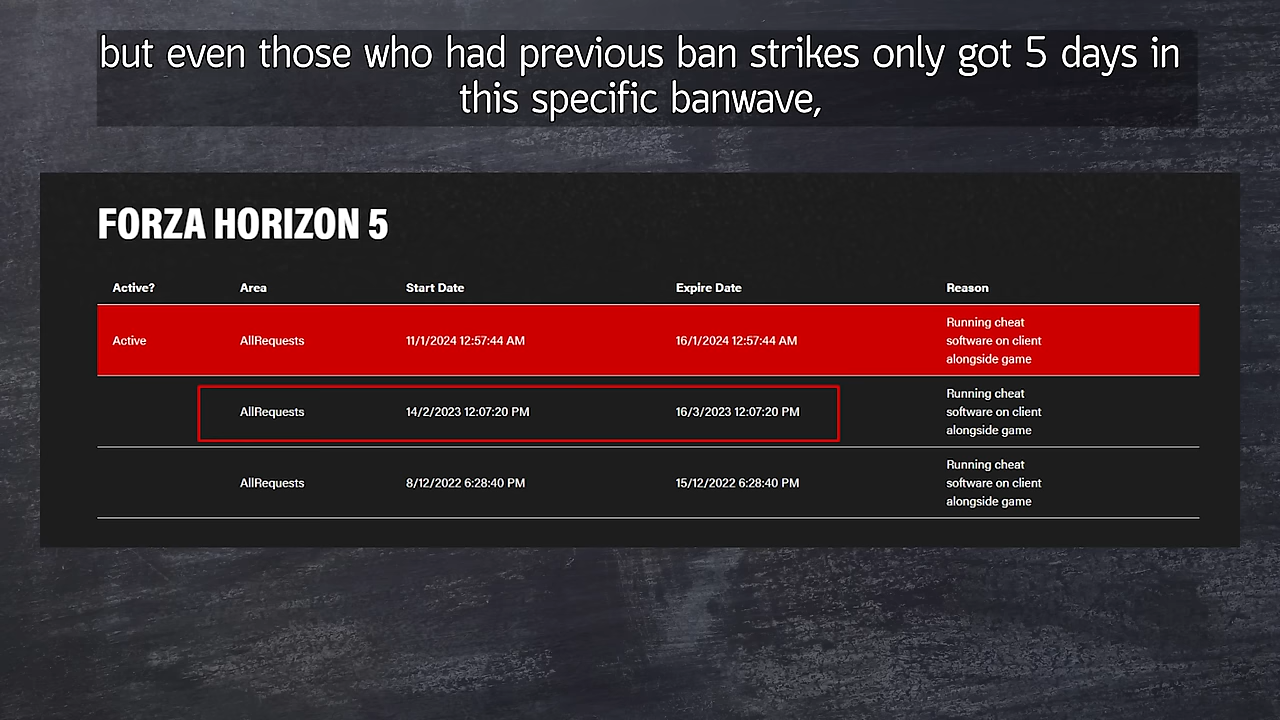 but even those who had previous ban strikes only got 5 days in
this specific banwave,
FORZA HORIZON 5
Active? Area Start Date Expire Date Reason
Active AllRequests 11/1/2024 12:57:44 AM 16/1/2024 12:57:44 AM Running cheat
software on client
alongside game
AllRequests 14/2/2023 12:07:20 PM 16/3/2023 12:07:20 PM Running cheat
software on client
alongside game
AllRequests 8/12/2022 6:28:40 PM 15/12/2022 6:28:40 PM Running cheat
software on client
alongside game